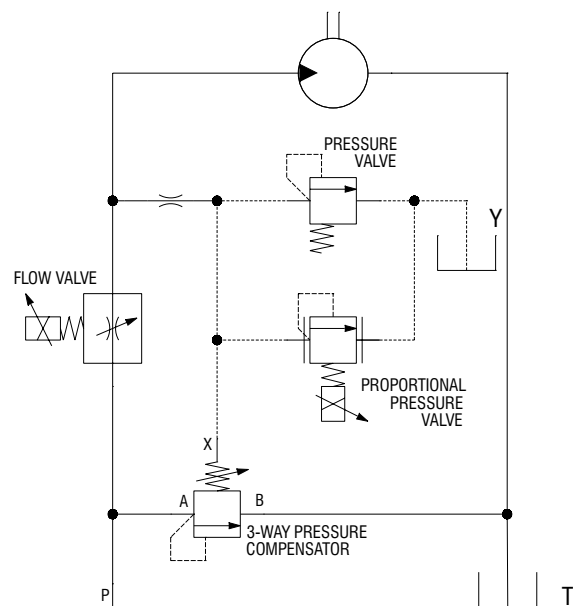 PRESSURE
VALVE
Y
FLOW VALVE
PROPORTIONAL
PRESSURE
VALVE
X
A
B
3-WAY PRESSURE
COMPENSATOR
P
T